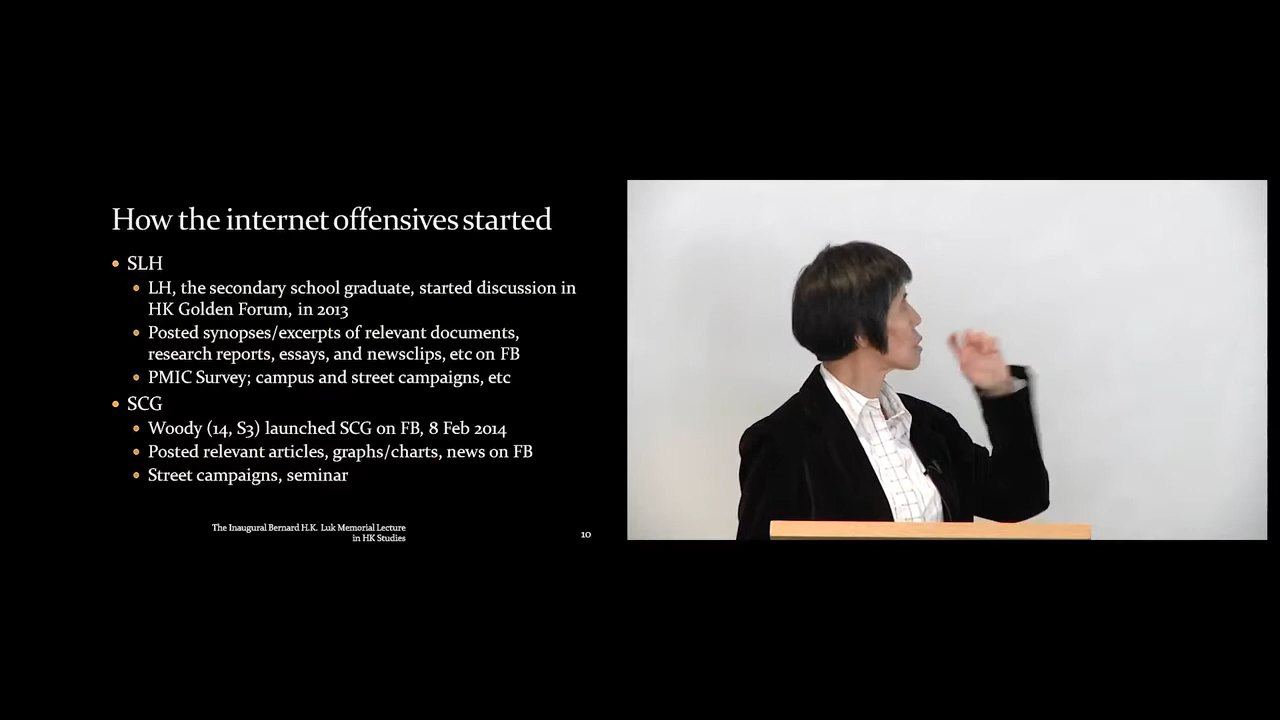 How the internet offensives started
SLH
LH, the secondary school graduate, started discussion in
HK Golden Forum, in 2013
Posted synopses/excerpts of relevant documents,
research reports, essays, and newsclips, etc on FB
PMIC Survey; campus and street campaigns, etc
SCG
Woody (14, S3) launched SCG on FB, 8 Feb 2014
Posted relevant articles, graphs/charts, news on FB
Street campaigns, seminar
The Inaugural Bernard H.K. Luk Memorial Lecture
in HK Studies
10